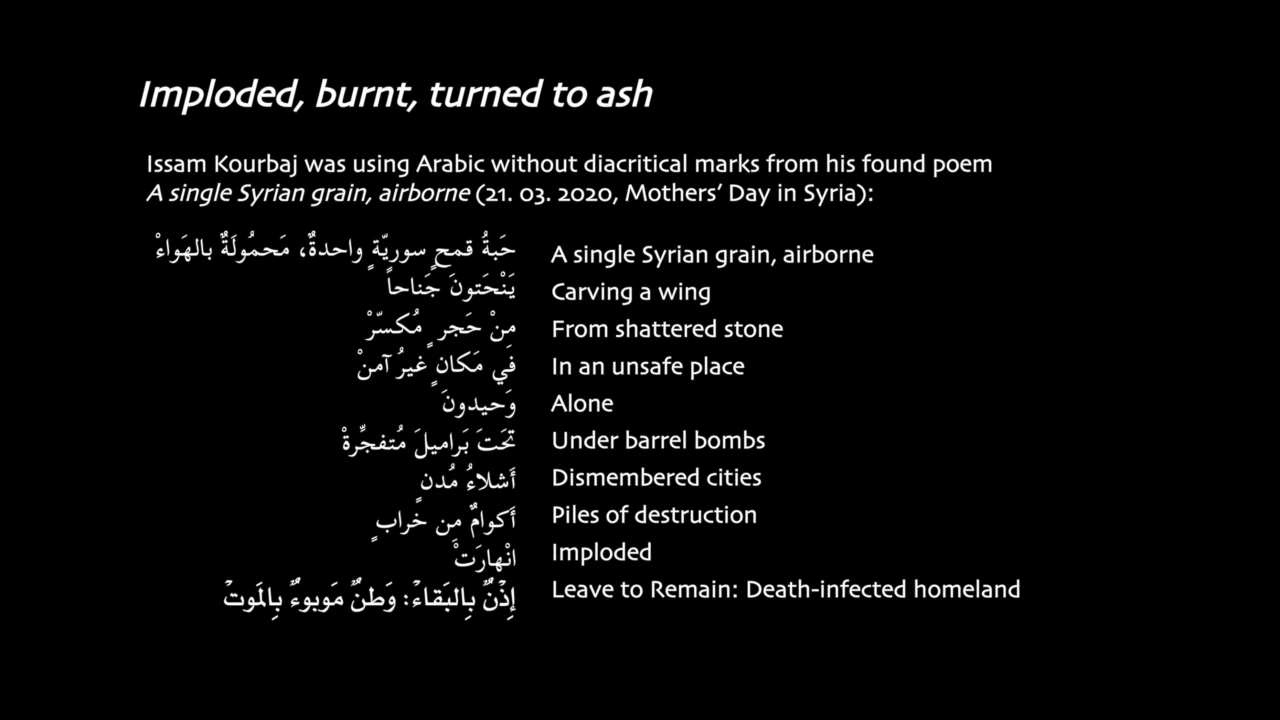 Imploded, burnt, turned to ash
Issam Kourbaj was using Arabic without diacritical marks from his found poem
A single Syrian grain, airborne (21. 03. 2020, Mothers’ Day in Syria):
حَبةُ قمحٍ سوريّةٍ واحدةٌ، مَحمُولَةٌ بالهَواءْ
A single Syrian grain, airborne
يَنْحَتونَ جَناحاً
Carving a wing
مِنْ حَجرٍ مُكسّرْ
From shattered stone
في مَكانٍ غيرُ آمنْ
In an unsafe place
وَحيدونَ
Alone
تحَتَ بَراميلَ مُتفجِّرةْ
Under barrel bombs
أَشلاءُ مُدنٍ
Dismembered cities
أَكوامٌ مِن خَرابٍ
Piles of destruction
انْهارَتْ
Imploded
إِذْنٌ بِالبَقاءْ: وَطنٌ مَوبوءٌ بِالمَوتْ
Leave to Remain: Death-infected homeland